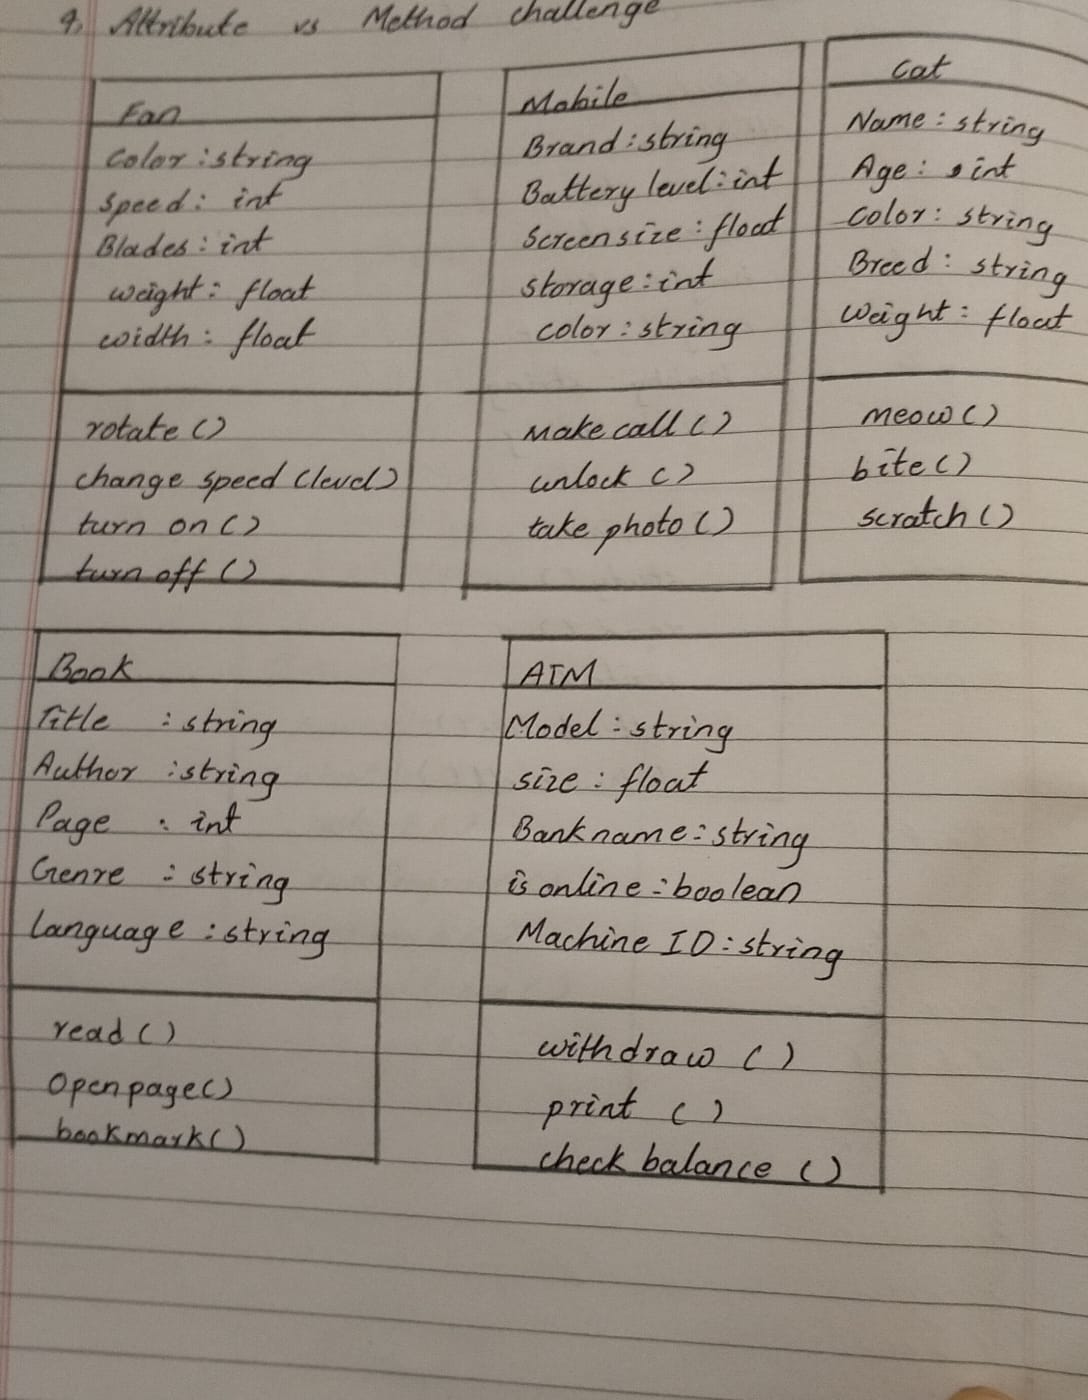 9. Attribute vs Method challenge
Fan
color : string
speed : int
Blades : int
weight : float
width : float
rotate ()
change speed (level)
turn on ()
turn off ()
Mobile
Brand : string
Battery level : int
Screen size : float
storage : int
color : string
Make call ()
unlock ()
take photo ()
Cat
Name : string
Age : int
color : string
Breed : string
Weight : float
meow ()
bite ()
scratch ()
Book
Title : string
Author : string
Page : int
Genre : string
language : string
read ()
Open page ()
bookmark ()
ATM
Model : string
size : float
Bank name : string
is online : boolean
Machine ID : string
withdraw ()
print ()
check balance ()